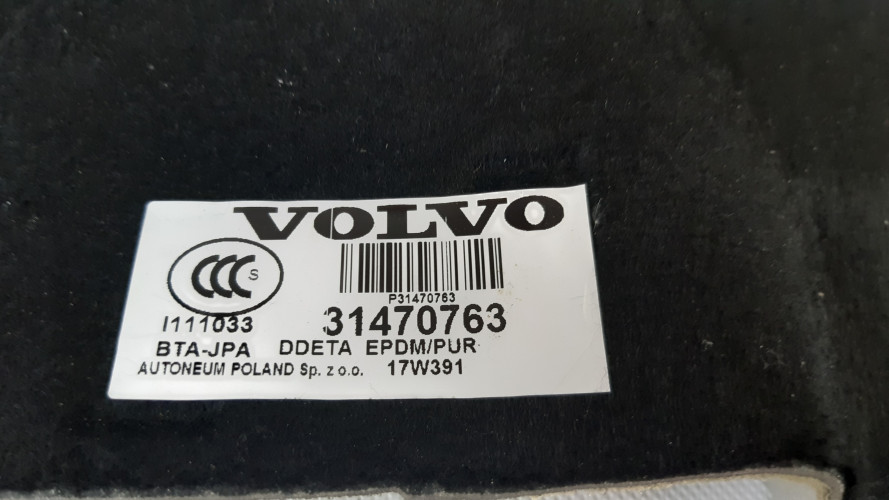 VOLVO
CCC S
P31470763
I111033 31470763
BTA-JPA DDETA EPDM/PUR
AUTONEUM POLAND Sp. z o.o. 17W391